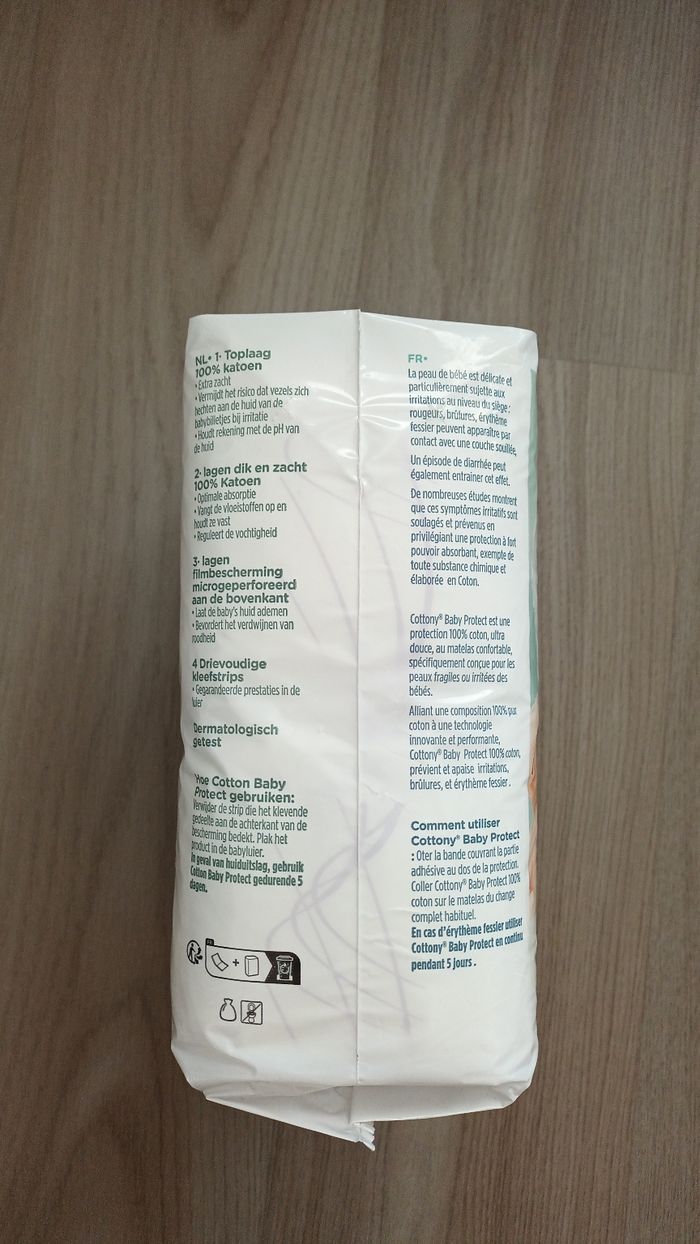 NL• 1• Toplaag
100% katoen
• Extra zacht
• Vermijdt het risico dat vezels zich
hechten aan de huid van de
babybilletjes bij irritatie
• Houdt rekening met de pH van
de huid
2• lagen dik en zacht
100% Katoen
• Optimale absorptie
• Vangt de vloeistoffen op en
houdt ze vast
• Reguleert de vochtigheid
3• lagen
filmbescherming
microgeperforeerd
aan de bovenkant
• Laat de baby's huid ademen
• Bevordert het verdwijnen van
roodheid
4 Drievoudige
kleefstrips
• Gegarandeerde prestaties in de
luier
Dermatologisch
getest
Hoe Cotton Baby
Protect gebruiken:
Verwijder de strip die het klevende
gedeelte aan de achterkant van de
bescherming bedekt. Plak het
product in de babyluier.
In geval van huiduitslag, gebruik
Cotton Baby Protect gedurende 5
dagen.
FR•
La peau de bébé est délicate et
particulièrement sujette aux
irritations au niveau du siège :
rougeurs, brûlures, érythème
fessier peuvent apparaître par
contact avec une couche souillée.
Un épisode de diarrhée peut
également entrainer cet effet.
De nombreuses études montrent
que ces symptômes irritatifs sont
soulagés et prévenus en
privilégiant une protection à fort
pouvoir absorbant, exempte de
toute substance chimique et
élaborée en Coton.
Cottony® Baby Protect est une
protection 100% coton, ultra
douce, au matelas confortable,
spécifiquement conçue pour les
peaux fragiles ou irritées des
bébés.
Alliant une composition 100% pur
coton à une technologie
innovante et performante,
Cottony® Baby Protect 100% coton,
prévient et apaise irritations,
brûlures, et érythème fessier.
Comment utiliser
Cottony® Baby Protect
: Oter la bande couvrant la partie
adhésive au dos de la protection.
Coller Cottony® Baby Protect 100%
coton sur le matelas du change
complet habituel.
En cas d'érythème fessier utiliser
Cottony® Baby Protect en continu
pendant 5 jours .